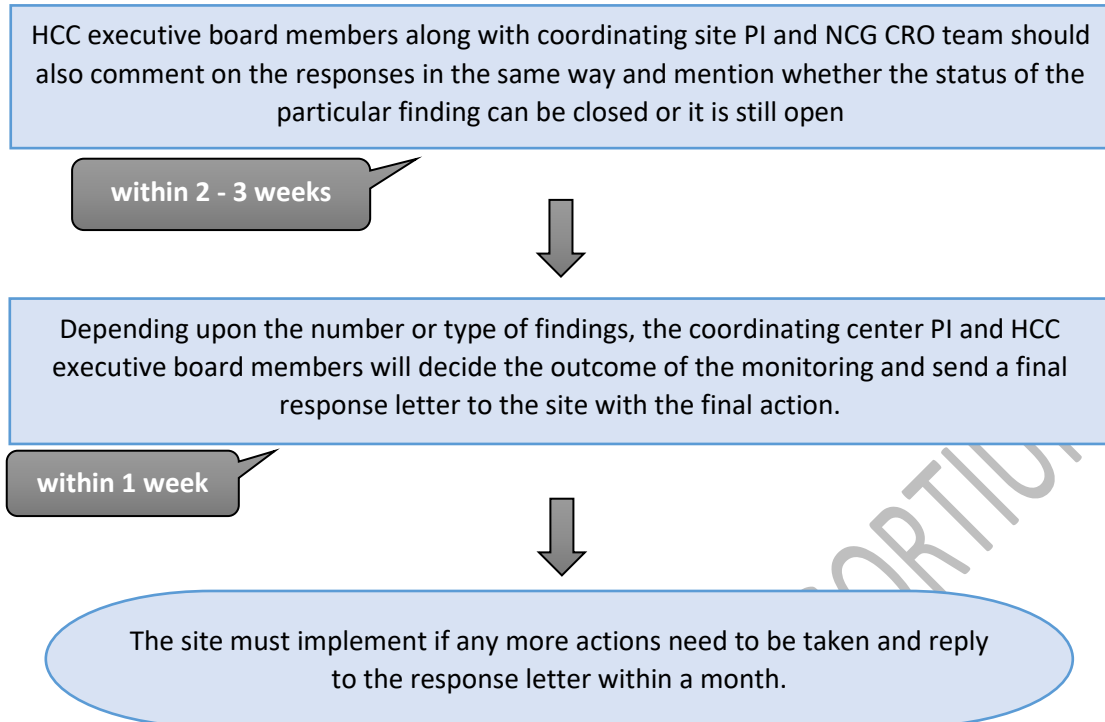 HCC executive board members along with coordinating site PI and NCG CRO team should
also comment on the responses in the same way and mention whether the status of the
particular finding can be closed or it is still open
within 2 - 3 weeks
Depending upon the number or type of findings, the coordinating center PI and HCC
executive board members will decide the outcome of the monitoring and send a final
response letter to the site with the final action.
within 1 week
The site must implement if any more actions need to be taken and reply
to the response letter within a month.